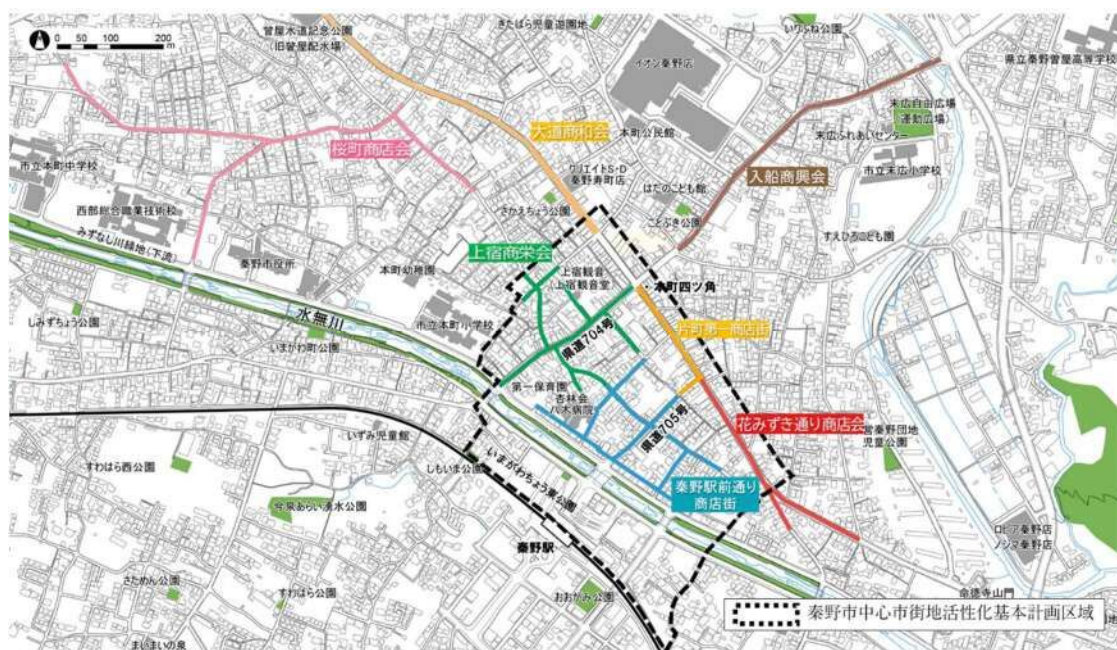 0 50 100 200
m
曽屋水道記念公園
(旧曽屋配水場
きたはら児童遊園地
いりふね公園
イオン秦野店
県立秦野曽屋高等学校
末広自由広場
運動広場
末広ふれあいセンター
大道商和会
本町公民館
桜町商店会
市立本町中学校
クリエイトS・D
秦野寿町店
はだのこども館
入船商興会
市立末広小学校
西部総合職業技術校
さかえちょう公園
ことぶき公園
すえひろこども園
みずなし川緑地(下流)
秦野市役所
本町幼稚園
上宿商栄会
上宿観音
上宿観音堂
本町四ツ角
水無川
しみずちょう公園
いまがわ町公園
市立本町小学校
県道704号
片町第一商店街
第一保育園
杏林会
八木病院
県道705号
花みずき通り商店会
いずみ児童館
営秦野団地
児童公園
すわはら西公園
しもいま公園
いまがわちょう東公園
秦野駅前通り
商店街
今泉あらい湧水公園
秦野駅
ロピア秦野店
ノジマ秦野店
さためん公園
すわはら公園
おおがみ公園
命徳寺山門
秦野市中心市街地活性化基本計画区域
まいまいの泉